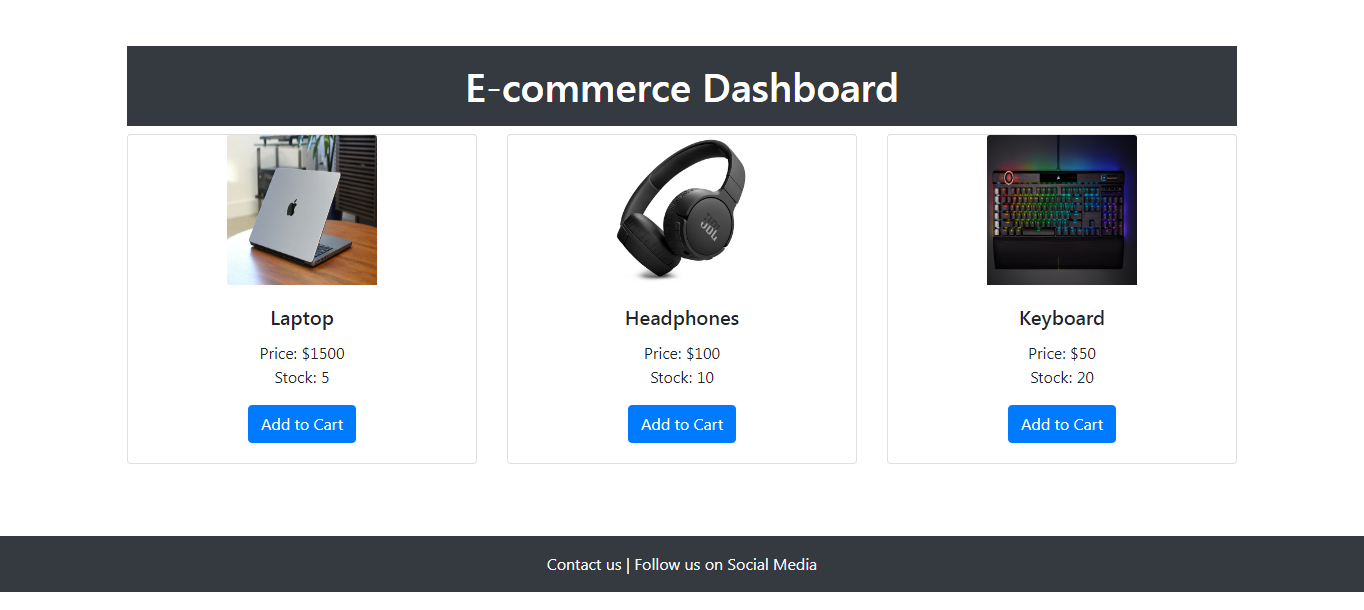 E-commerce Dashboard
JBL
Laptop
Headphones
Keyboard
Price: $1500
Price: $100
Price: $50
Stock: 5
Stock: 10
Stock: 20
Add to Cart
Add to Cart
Add to Cart
Contact us | Follow us on Social Media